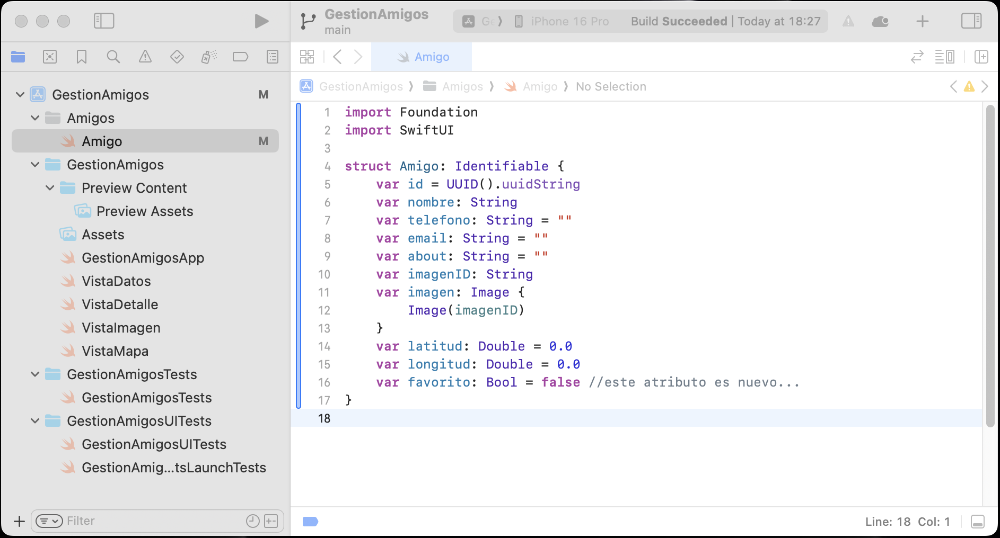 GestionAmigos
main
iPhone 16 Pro
Build Succeeded | Today at 18:27
Amigo
GestionAmigos
Amigos
Amigo
No Selection
GestionAmigos M
Amigos
Amigo M
GestionAmigos
Preview Content
Preview Assets
Assets
GestionAmigosApp
VistaDatos
VistaDetalle
VistaImagen
VistaMapa
GestionAmigosTests
GestionAmigosTests
GestionAmigosUITests
GestionAmigosUITests
GestionAmig...tsLaunchTests
Filter
1 import Foundation
2 import SwiftUI
3
4 struct Amigo: Identifiable {
5 var id = UUID().uuidString
6 var nombre: String
7 var telefono: String = ""
8 var email: String = ""
9 var about: String = ""
10 var imagenID: String
11 var imagen: Image {
12 Image(imagenID)
13 }
14 var latitud: Double = 0.0
15 var longitud: Double = 0.0
16 var favorito: Bool = false //este atributo es nuevo...
17 }
18
Line: 18 Col: 1